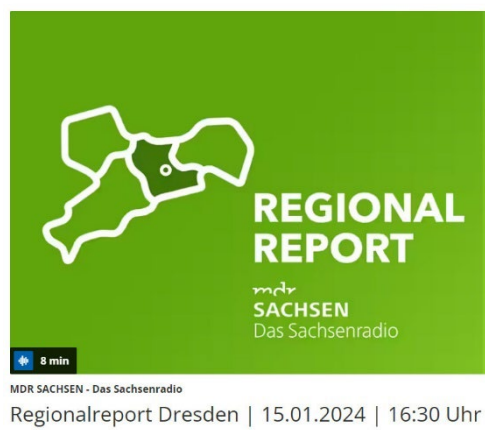 REGIONAL
REPORT
mdr
SACHSEN
Das Sachsenradio
8 min
MDR SACHSEN - Das Sachsenradio
Regionalreport Dresden | 15.01.2024 | 16:30 Uhr